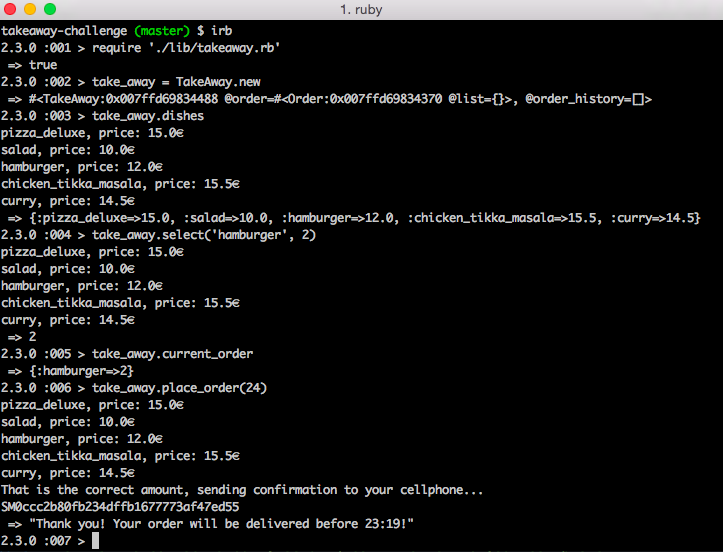 1. ruby
takeaway-challenge (master) $ irb
2.3.0 :001 > require './lib/takeaway.rb'
 => true
2.3.0 :002 > take_away = TakeAway.new
 => #<TakeAway:0x007ffd69834488 @order=#<Order:0x007ffd69834370 @list={}>, @order_history=[]>
2.3.0 :003 > take_away.dishes
pizza_deluxe, price: 15.0€
salad, price: 10.0€
hamburger, price: 12.0€
chicken_tikka_masala, price: 15.5€
curry, price: 14.5€
 => {:pizza_deluxe=>15.0, :salad=>10.0, :hamburger=>12.0, :chicken_tikka_masala=>15.5, :curry=>14.5}
2.3.0 :004 > take_away.select('hamburger', 2)
pizza_deluxe, price: 15.0€
salad, price: 10.0€
hamburger, price: 12.0€
chicken_tikka_masala, price: 15.5€
curry, price: 14.5€
 => 2
2.3.0 :005 > take_away.current_order
 => {:hamburger=>2}
2.3.0 :006 > take_away.place_order(24)
pizza_deluxe, price: 15.0€
salad, price: 10.0€
hamburger, price: 12.0€
chicken_tikka_masala, price: 15.5€
curry, price: 14.5€
That is the correct amount, sending confirmation to your cellphone...
SM0ccc2b80fb234dffb1677773af47ed55
 => "Thank you! Your order will be delivered before 23:19!"
2.3.0 :007 >